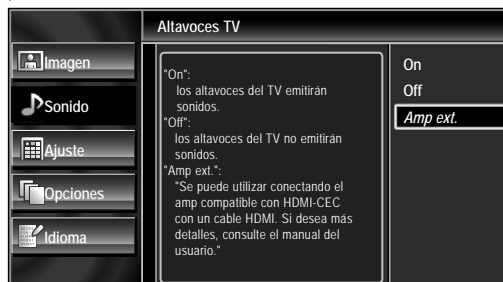 Altavoces TV
Imagen
Sonido
Ajuste
Opciones
Idioma
"On":
los altavoces del TV emitirán
sonidos.
"Off":
los altavoces del TV no emitirán
sonidos.
"Amp ext.":
"Se puede utilizar conectando el
amp compatible con HDMI-CEC
con un cable HDMI. Si desea más
detalles, consulte el manual del
usuario."
On
Off
Amp ext.